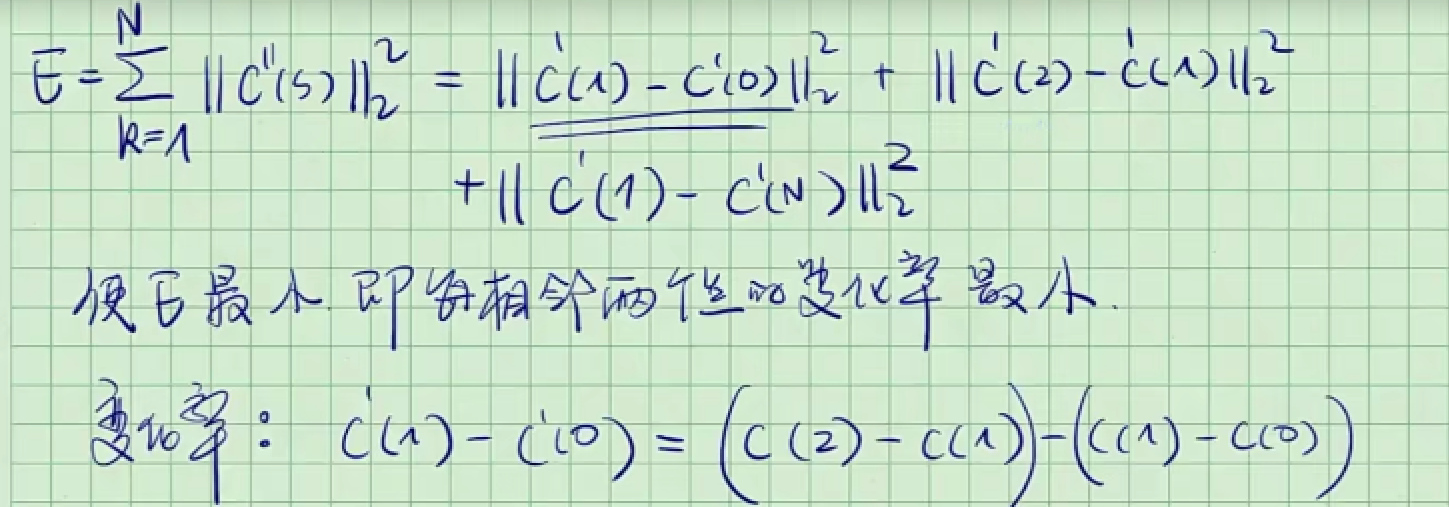 E = \sum_{k=1}^{N} ||C''(s)||_2^2 = ||C'(1) - C'(0)||_2^2 + ||C'(2) - C'(1)||_2^2
+ ||C'(1) - C'(N)||_2^2
使E最小.即每相邻两个点的变化率最小.
变化率: C'(1) - C'(0) = (C(2) - C(1)) - (C(1) - C(0))